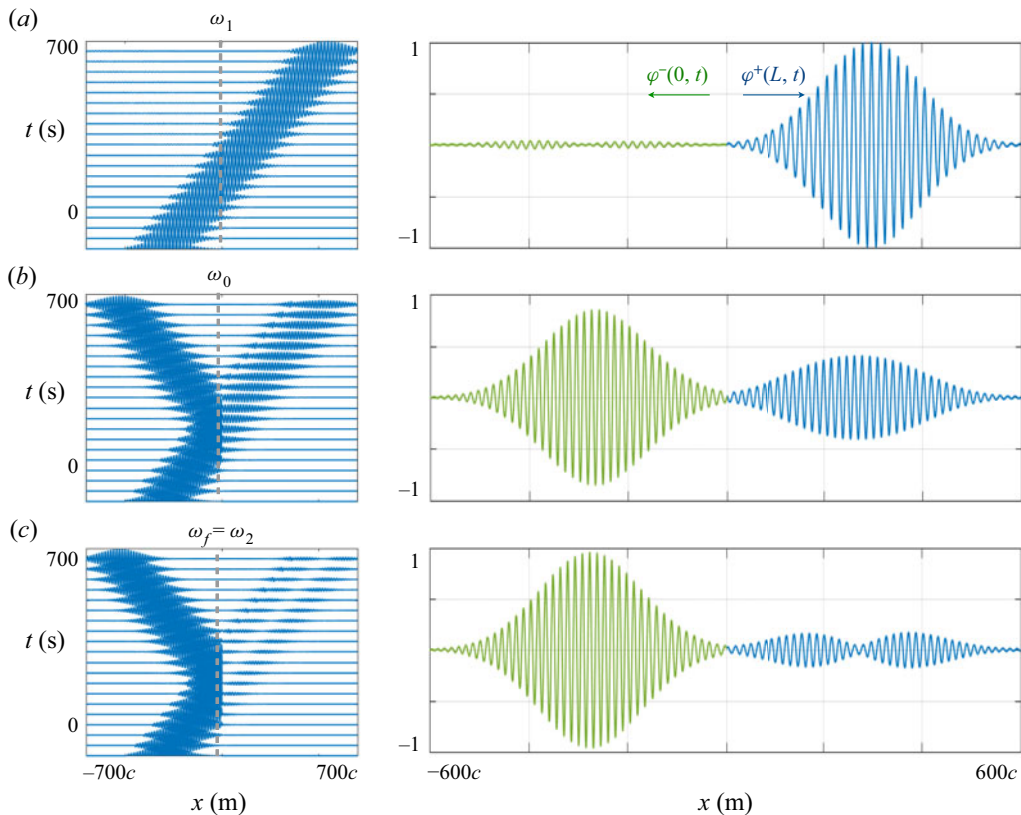 (a)
ω₁
700
t (s)
0
1
φ⁻(0, t)
φ⁺(L, t)
−1
(b)
ω₀
700
t (s)
0
1
−1
(c)
ω_f = ω₂
700
t (s)
0
1
−1
−700c
700c
−600c
600c
x (m)
x (m)